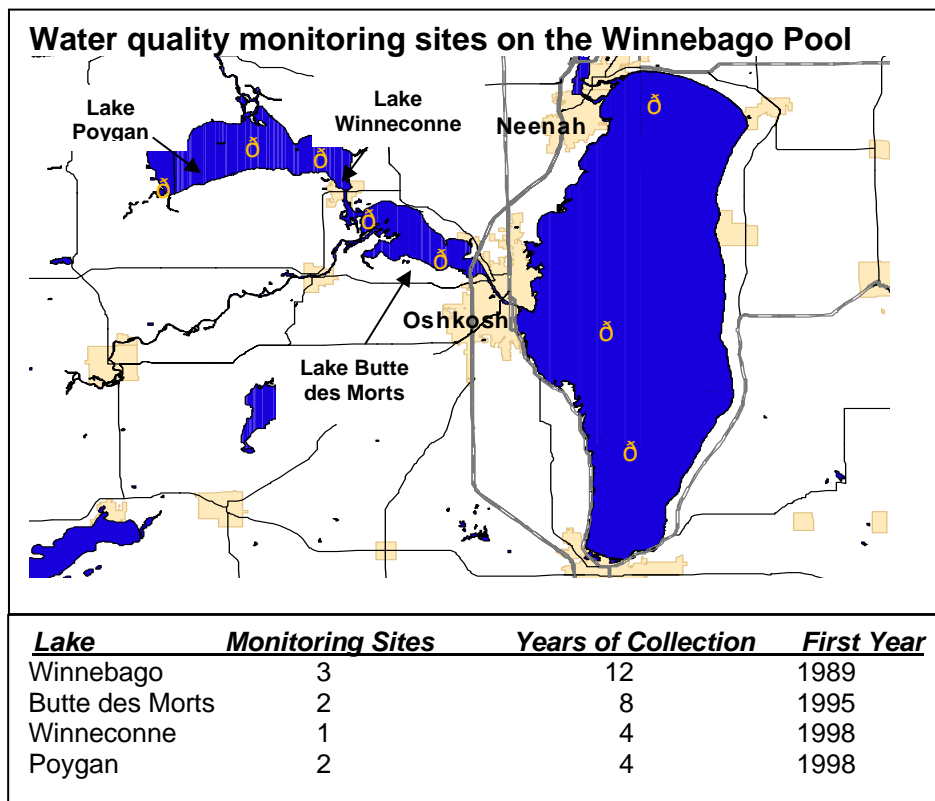 Water quality monitoring sites on the Winnebago Pool
Lake
Poygan
Lake
Winneconne
Neenah
ð
ð
ð
ð
ð
ð
Oshkosh
ð
Lake Butte
des Morts
ð
Lake Monitoring Sites Years of Collection First Year
Winnebago 3 12 1989
Butte des Morts 2 8 1995
Winneconne 1 4 1998
Poygan 2 4 1998